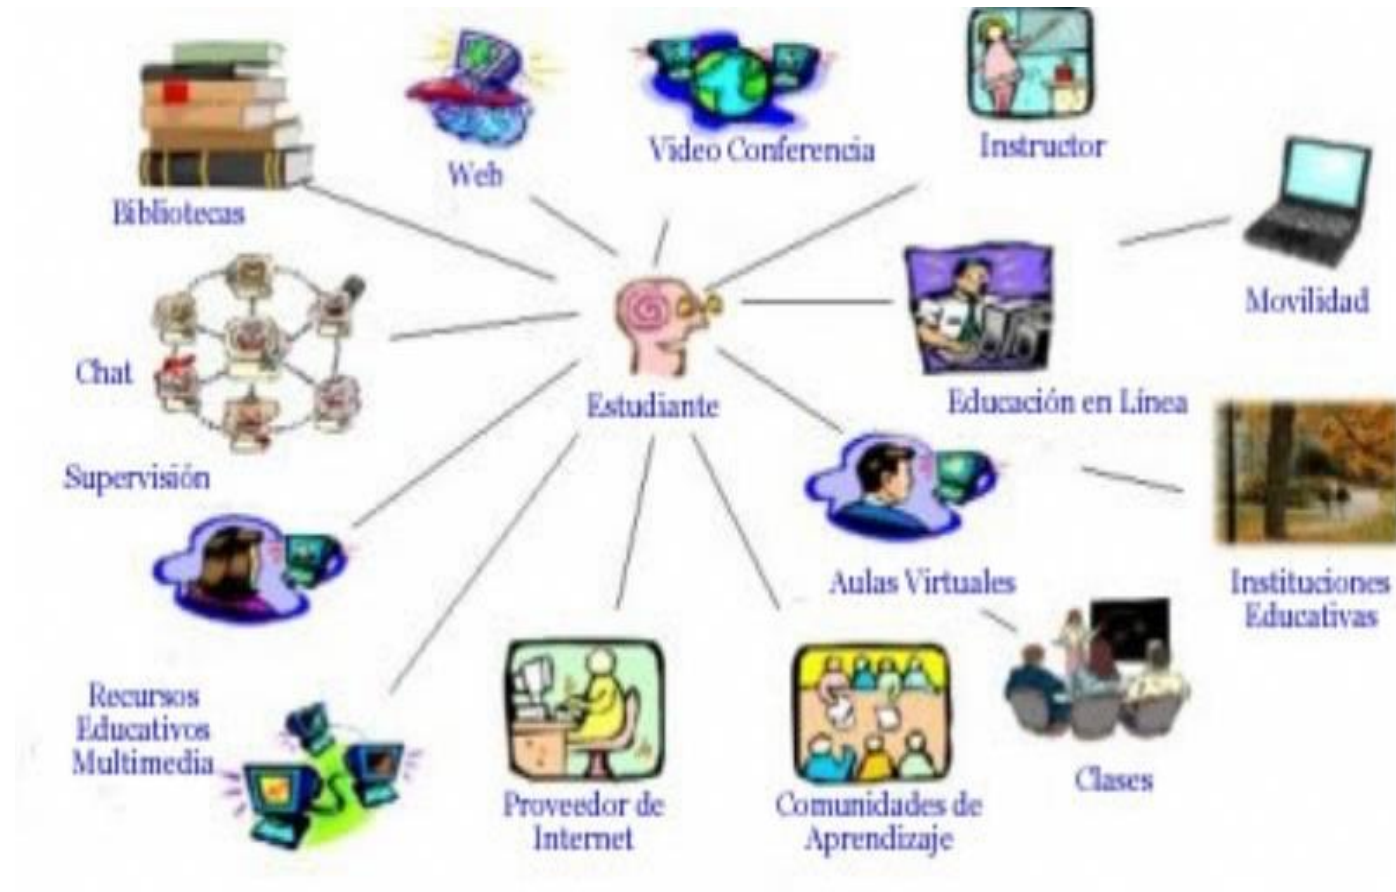 Web
Video Conferencia
Instructor
Bibliotecas
Movilidad
Chat
Estudiante
Educación en Línea
Supervisión
Aulas Virtuales
Instituciones
Educativas
Recursos
Educativos
Multimedia
Proveedor de
Internet
Comunidades de
Aprendizaje
Clases